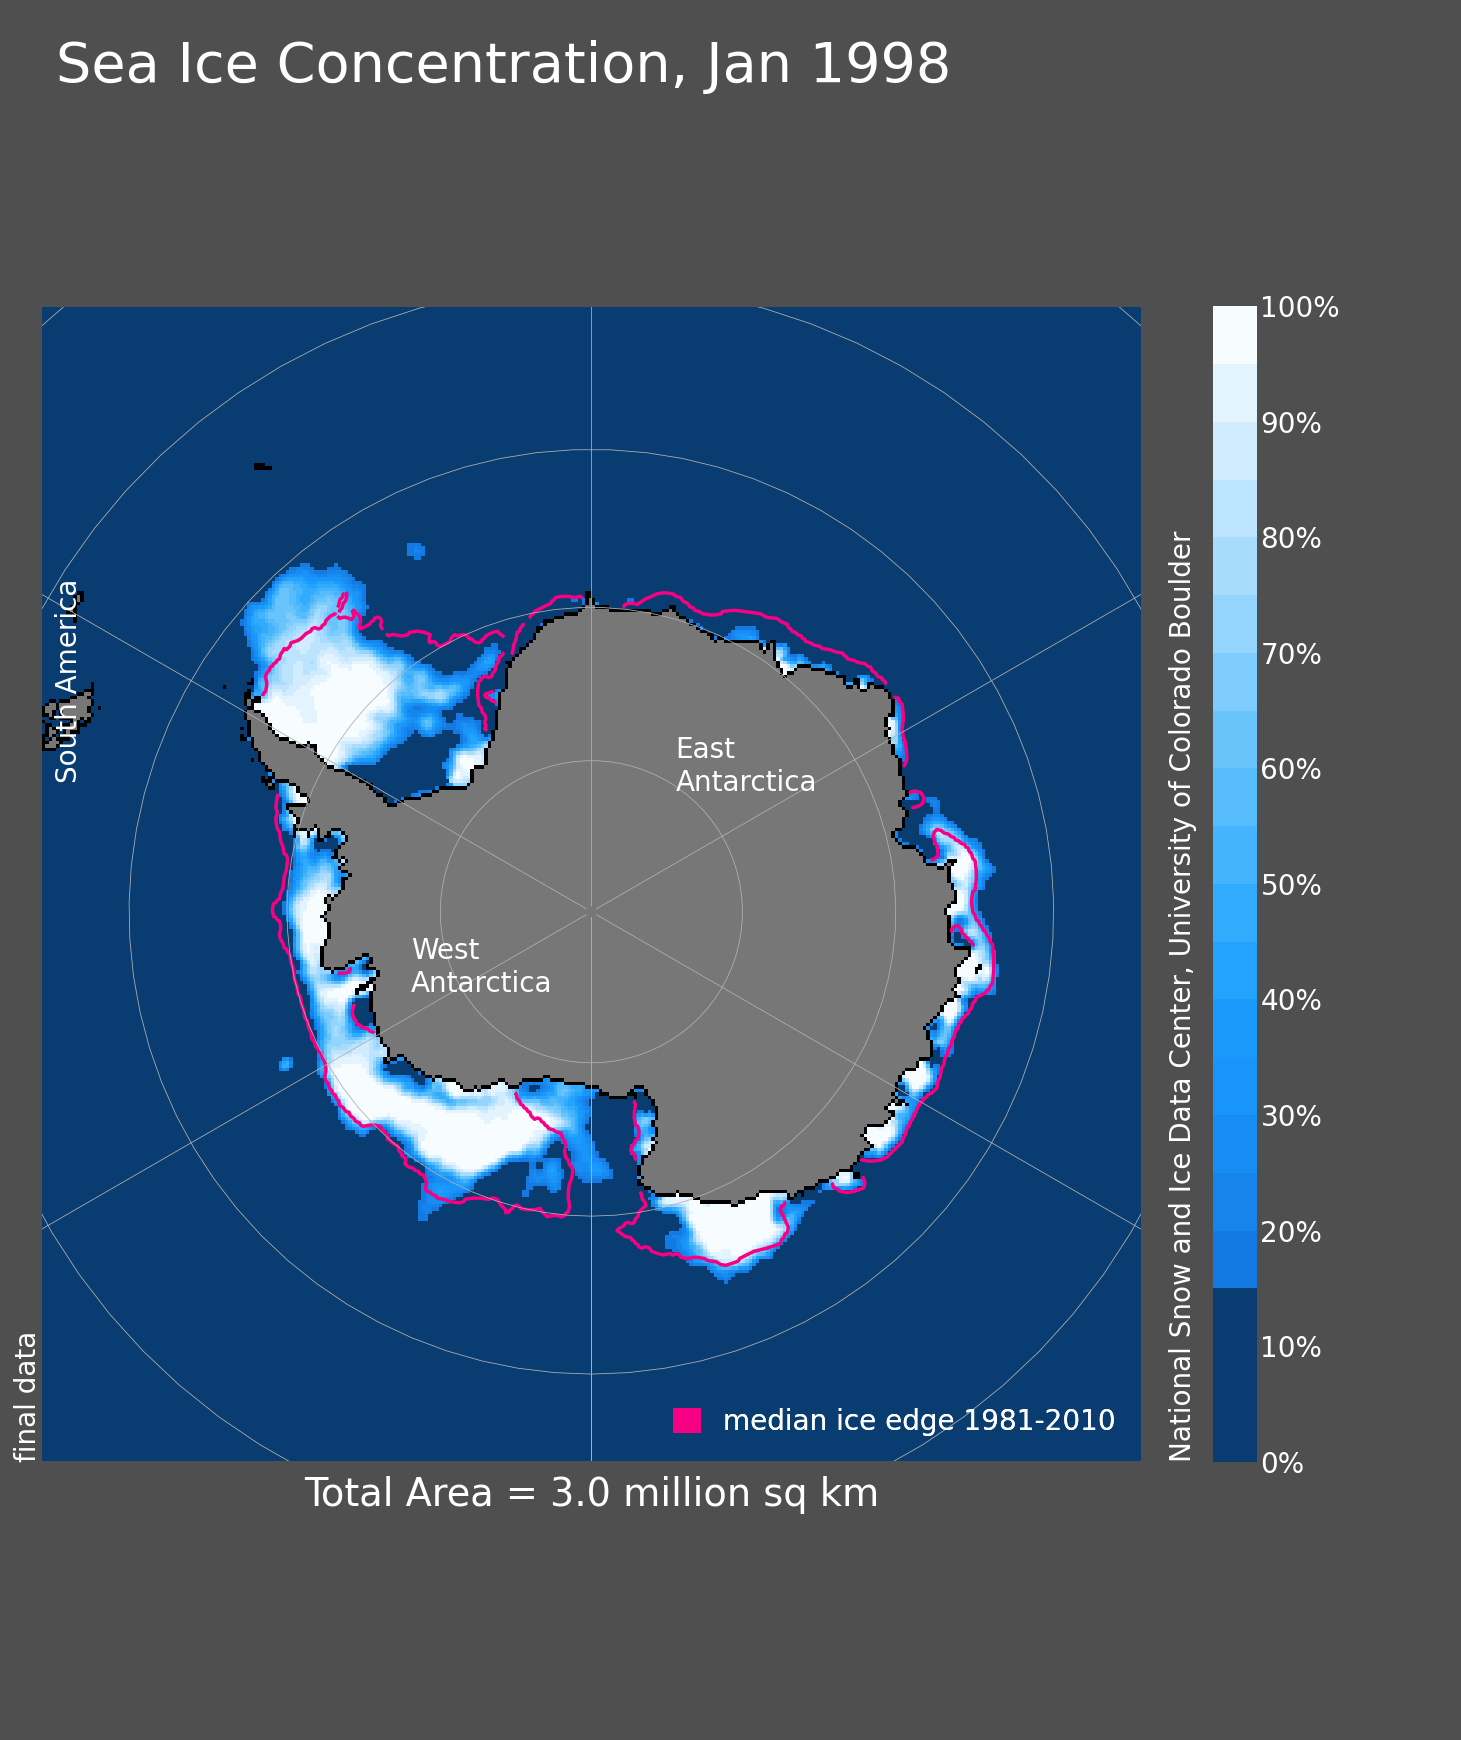 Sea Ice Concentration, Jan 1998
South America
East
Antarctica
West
Antarctica
median ice edge 1981-2010
final data
Total Area = 3.0 million sq km
National Snow and Ice Data Center, University of Colorado Boulder
100%
90%
80%
70%
60%
50%
40%
30%
20%
10%
0%